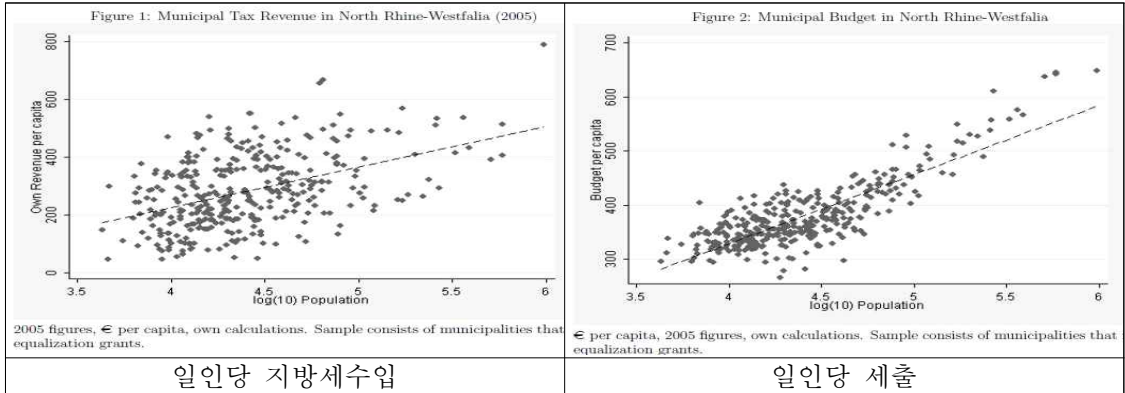 Figure 1: Municipal Tax Revenue in North Rhine-Westfalia (2005)
Own Revenue per capita
800
600
400
200
0
3.5 4 4.5 5 5.5 6
log(10) Population
2005 figures, € per capita, own calculations. Sample consists of municipalities that
equalization grants.
일인당 지방세수입
Figure 2: Municipal Budget in North Rhine-Westfalia
Budget per capita
700
600
500
400
300
3.5 4 4.5 5 5.5 6
log(10) Population
€ per capita, 2005 figures, own calculations. Sample consists of municipalities that
equalization grants.
일인당 세출